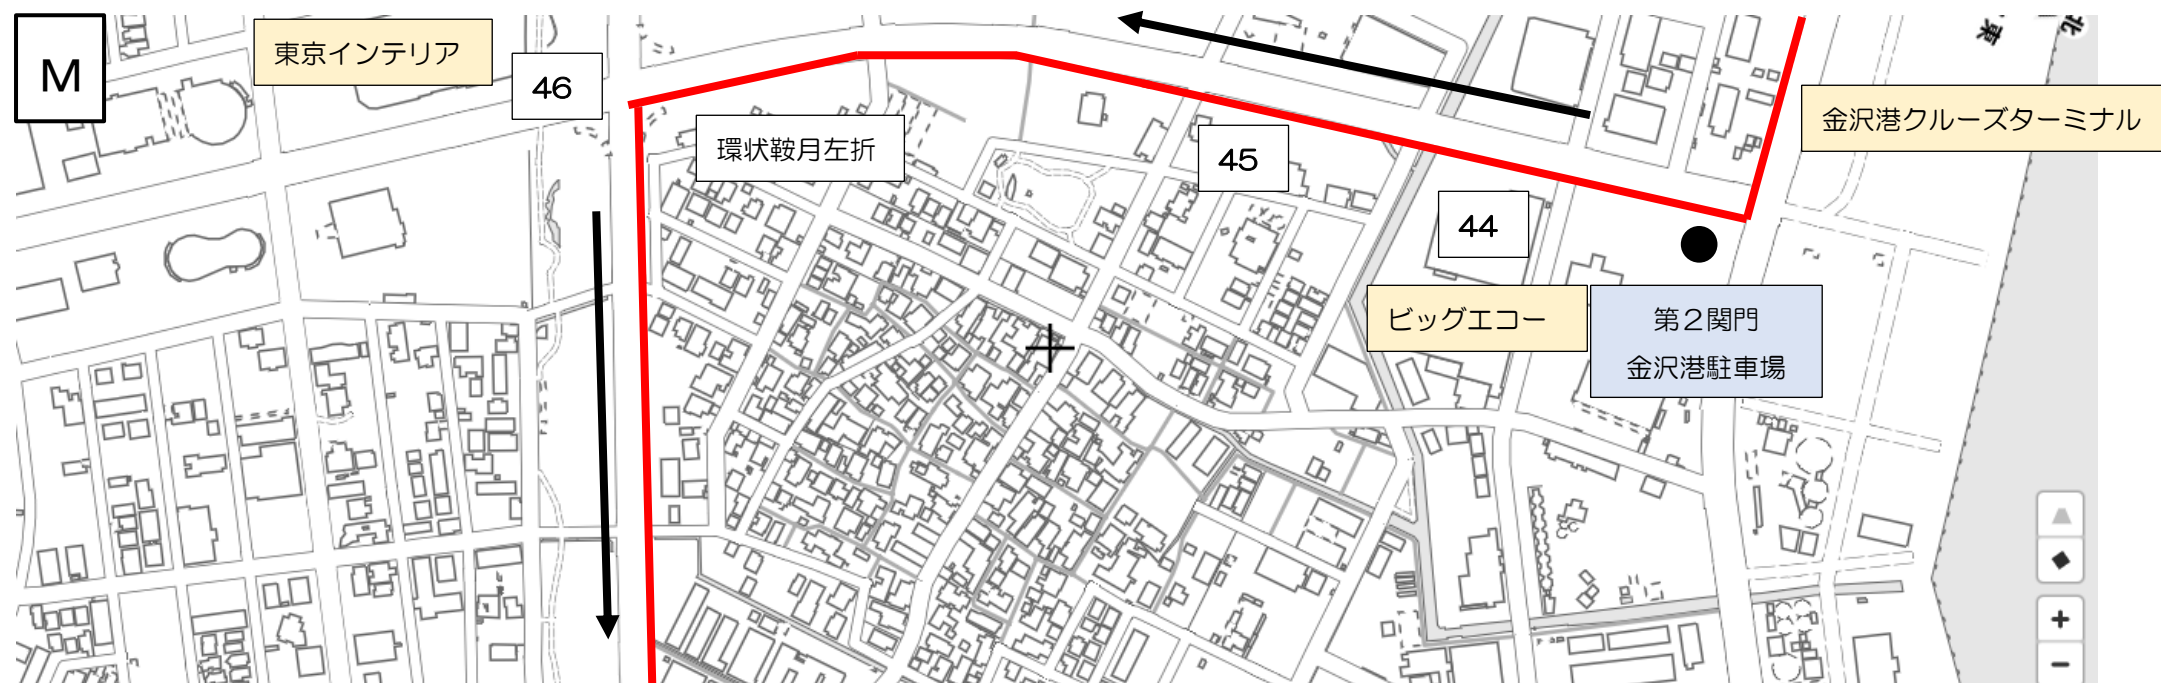 M
東京インテリア
46
環状鞍月左折
45
44
金沢港クルーズターミナル
ビッグエコー
第２関門
金沢港駐車場
北
東
+
−